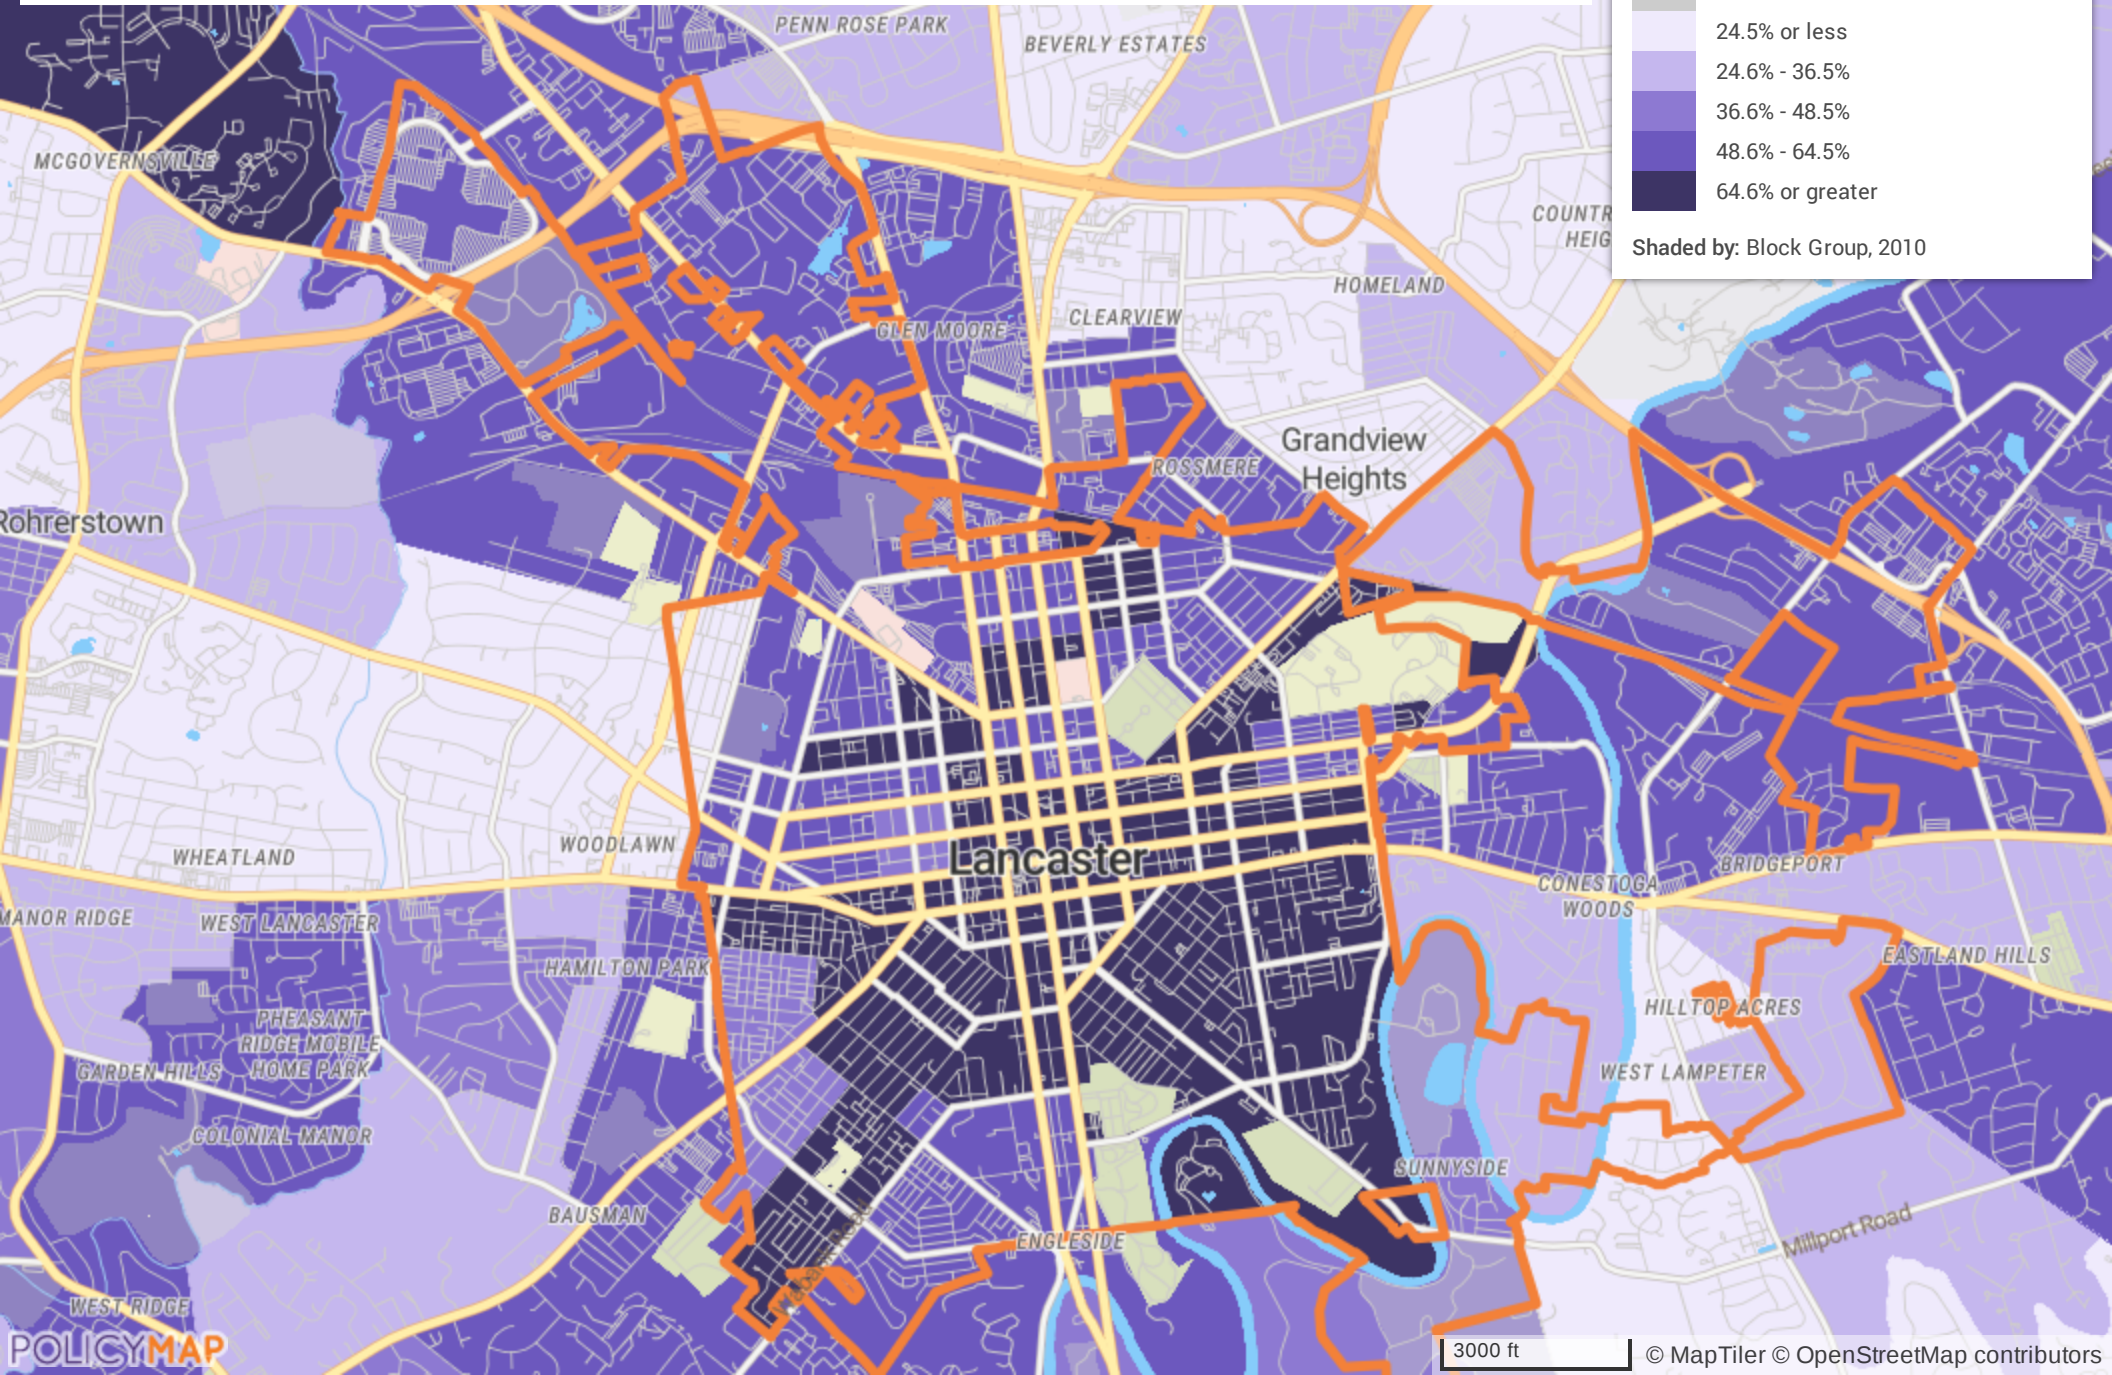 24.5% or less
24.6% - 36.5%
36.6% - 48.5%
48.6% - 64.5%
64.6% or greater
Shaded by: Block Group, 2010
PENN ROSE PARK
BEVERLY ESTATES
MCGOVERNSVILLE
COUNTR
HEIG
HOMELAND
CLEARVIEW
GLEN MOORE
Grandview
Heights
ROSSMERE
Rohrerstown
WOODLAWN
WHEATLAND
Lancaster
BRIDGEPORT
CONESTOGA
WOODS
MANOR RIDGE
WEST LANCASTER
EASTLAND HILLS
HAMILTON PARK
HILLTOP ACRES
PHEASANT
RIDGE MOBILE
HOME PARK
GARDEN HILLS
WEST LAMPETER
COLONIAL MANOR
SUNNYSIDE
BAUSMAN
ENGLESIDE
Millport Road
Wabank Road
WEST RIDGE
POLICYMAP
3000 ft
© MapTiler © OpenStreetMap contributors